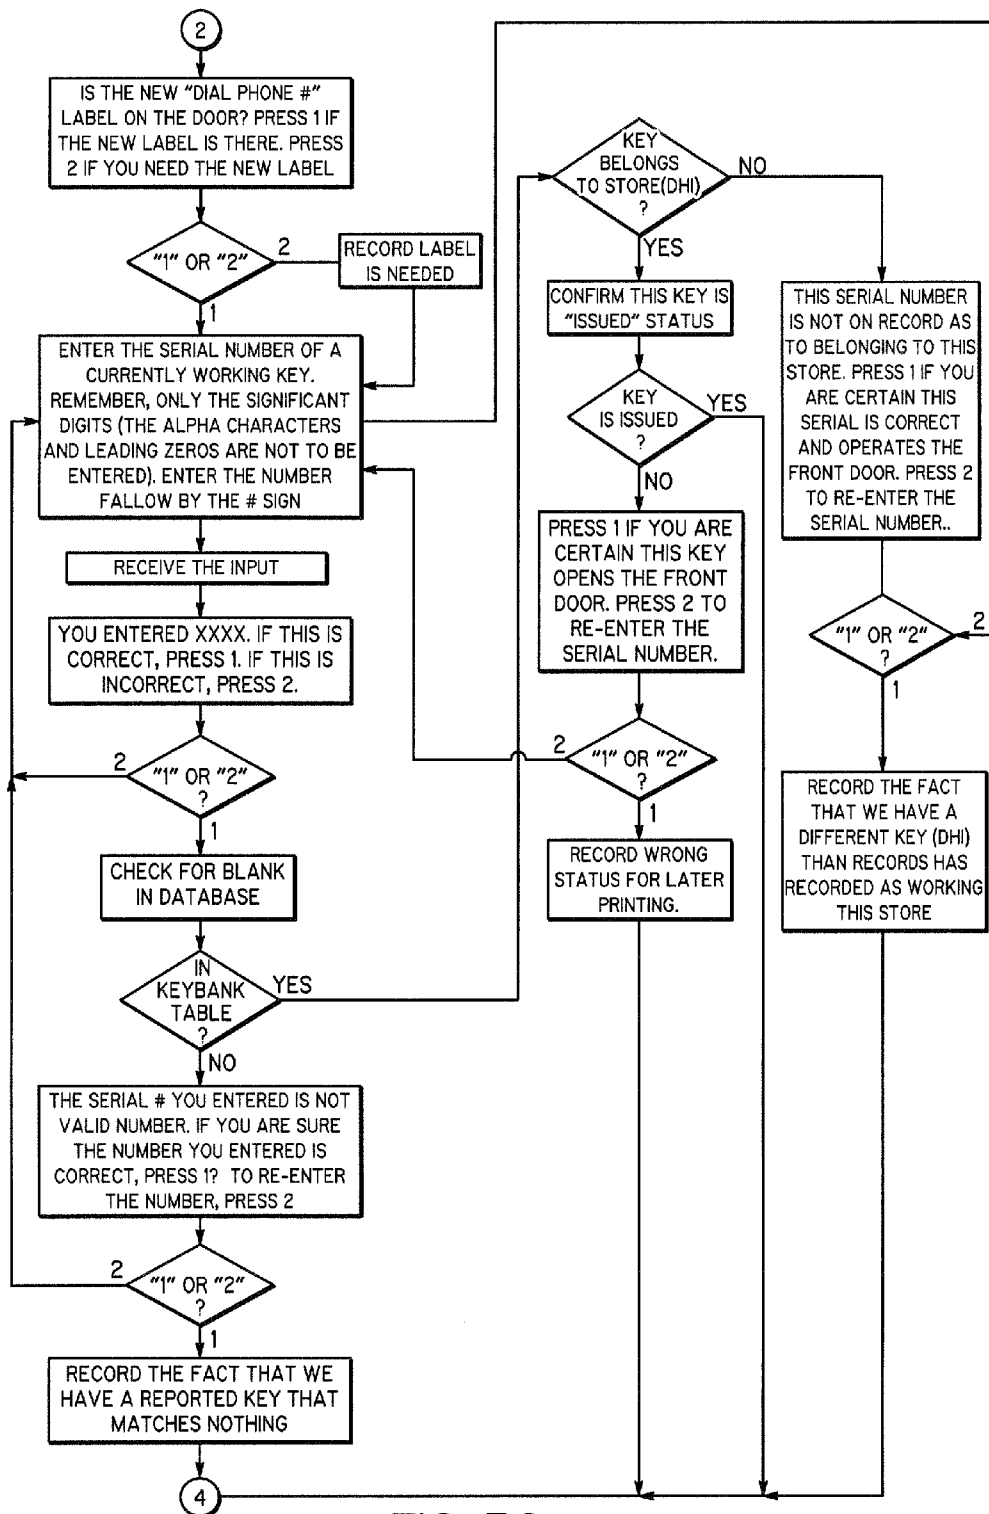 2
IS THE NEW "DIAL PHONE #"
LABEL ON THE DOOR? PRESS 1 IF
THE NEW LABEL IS THERE. PRESS
2 IF YOU NEED THE NEW LABEL
"1" OR "2"
2
1
RECORD LABEL
IS NEEDED
ENTER THE SERIAL NUMBER OF A
CURRENTLY WORKING KEY.
REMEMBER, ONLY THE SIGNIFICANT
DIGITS (THE ALPHA CHARACTERS
AND LEADING ZEROS ARE NOT TO BE
ENTERED). ENTER THE NUMBER
FALLOW BY THE # SIGN
RECEIVE THE INPUT
YOU ENTERED XXXX. IF THIS IS
CORRECT, PRESS 1. IF THIS IS
INCORRECT, PRESS 2.
2
"1" OR "2"
?
1
CHECK FOR BLANK
IN DATABASE
IN
KEYBANK
TABLE
?
YES
NO
THE SERIAL # YOU ENTERED IS NOT
VALID NUMBER. IF YOU ARE SURE
THE NUMBER YOU ENTERED IS
CORRECT, PRESS 1? TO RE-ENTER
THE NUMBER, PRESS 2
2
"1" OR "2"
?
1
RECORD THE FACT THAT WE
HAVE A REPORTED KEY THAT
MATCHES NOTHING
4
KEY
BELONGS
TO STORE(DHI)
?
NO
YES
CONFIRM THIS KEY IS
"ISSUED" STATUS
KEY
IS ISSUED
?
YES
NO
PRESS 1 IF YOU ARE
CERTAIN THIS KEY
OPENS THE FRONT
DOOR. PRESS 2 TO
RE-ENTER THE
SERIAL NUMBER.
2
"1" OR "2"
?
1
RECORD WRONG
STATUS FOR LATER
PRINTING.
THIS SERIAL NUMBER
IS NOT ON RECORD AS
TO BELONGING TO THIS
STORE. PRESS 1 IF YOU
ARE CERTAIN THIS
SERIAL IS CORRECT
AND OPERATES THE
FRONT DOOR. PRESS 2
TO RE-ENTER THE
SERIAL NUMBER..
"1" OR "2"
?
2
1
RECORD THE FACT
THAT WE HAVE A
DIFFERENT KEY (DHI)
THAN RECORDS HAS
RECORDED AS WORKING
THIS STORE